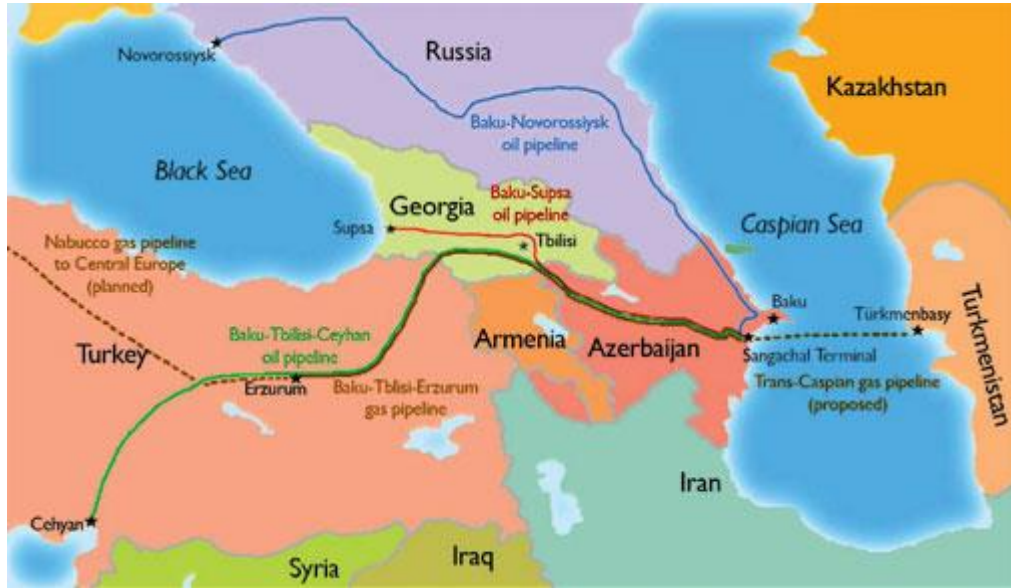 Novorossiysk
Russia
Kazakhstan
Baku-Novorossiysk
oil pipeline
Black Sea
Georgia
Baku-Supsa
oil pipeline
Supsa
Tbilisi
Caspian Sea
Nabucco gas pipeline
to Central Europe
(planned)
Baku
Türkmenbasy
Turkmenistan
Baku-Tbilisi-Ceyhan
oil pipeline
Armenia
Azerbaijan
Sangachal Terminal
Turkey
Erzurum
Baku-Tblisi-Erzurum
gas pipeline
Trans-Caspian gas pipeline
(proposed)
Iran
Cehyan
Syria
Iraq